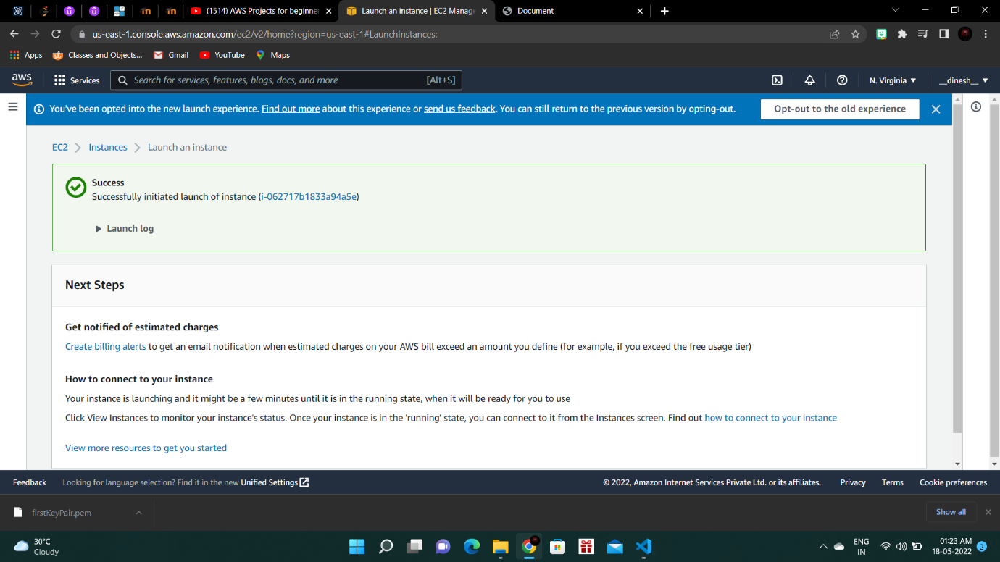 (1514) AWS Projects for beginner
Launch an instance | EC2 Manage
Document
us-east-1.console.aws.amazon.com/ec2/v2/home?region=us-east-1#LaunchInstances:
Apps
Classes and Objects...
Gmail
YouTube
Maps
aws
Services
Search for services, features, blogs, docs, and more
[Alt+S]
N. Virginia
__dinesh__
You've been opted into the new launch experience. Find out more about this experience or send us feedback. You can still return to the previous version by opting-out.
Opt-out to the old experience
EC2
Instances
Launch an instance
Success
Successfully initiated launch of instance (i-062717b1833a94a5e)
Launch log
Next Steps
Get notified of estimated charges
Create billing alerts to get an email notification when estimated charges on your AWS bill exceed an amount you define (for example, if you exceed the free usage tier)
How to connect to your instance
Your instance is launching and it might be a few minutes until it is in the running state, when it will be ready for you to use
Click View Instances to monitor your instance's status. Once your instance is in the 'running' state, you can connect to it from the Instances screen. Find out how to connect to your instance
View more resources to get you started
Feedback
Looking for language selection? Find it in the new Unified Settings
© 2022, Amazon Internet Services Private Ltd. or its affiliates.
Privacy
Terms
Cookie preferences
firstKeyPair.pem
Show all
30°C
Cloudy
ENG
IN
01:23 AM
18-05-2022
2